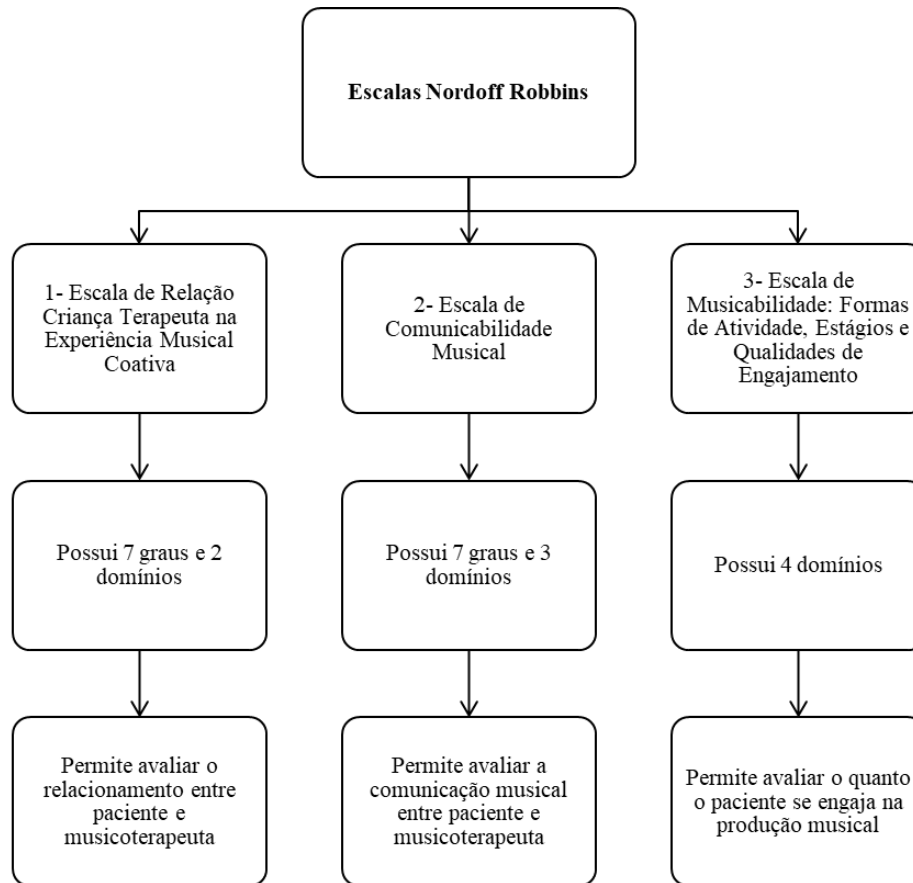 Escalas Nordoff Robbins
1- Escala de Relação
Criança Terapeuta na
Experiência Musical
Coativa
2- Escala de
Comunicabilidade
Musical
3- Escala de
Musicabilidade: Formas
de Atividade, Estágios e
Qualidades de
Engajamento
Possui 7 graus e 2
domínios
Possui 7 graus e 3
domínios
Possui 4 domínios
Permite avaliar o
relacionamento entre
paciente e
musicoterapeuta
Permite avaliar a
comunicação musical
entre paciente e
musicoterapeuta
Permite avaliar o quanto
o paciente se engaja na
produção musical